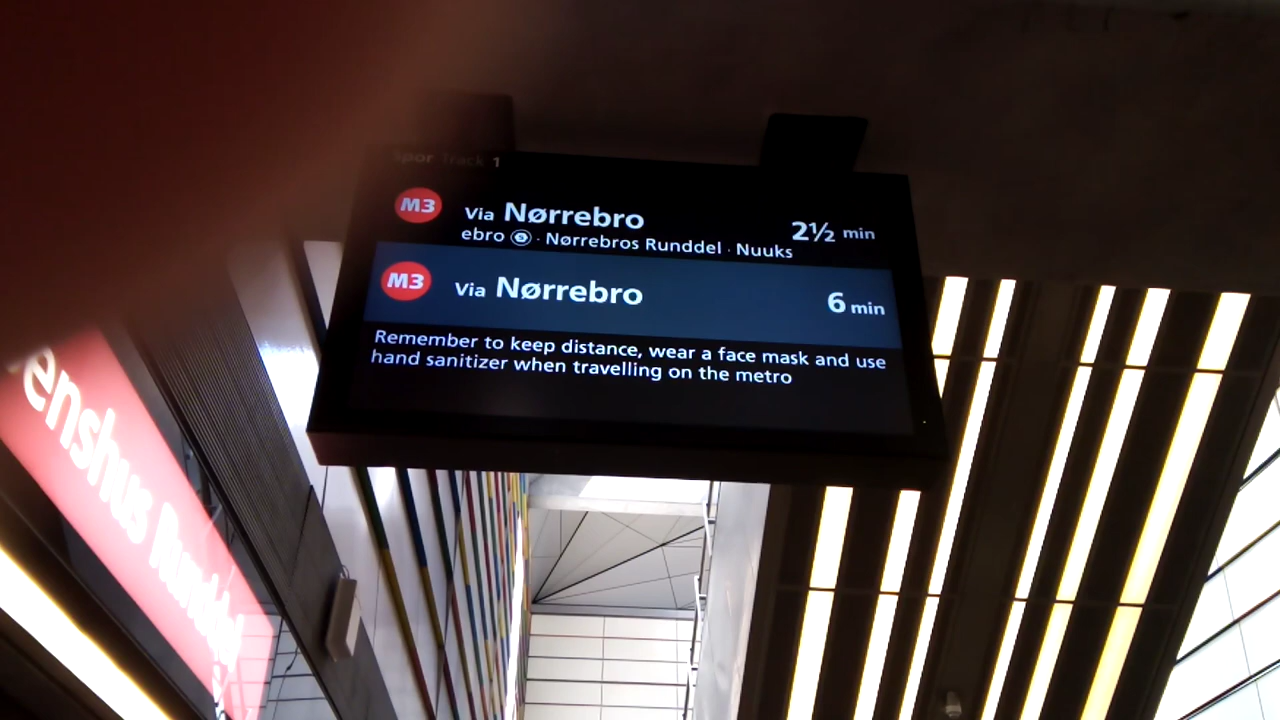 Spor Track 1
M3 Via Nørrebro 2½ min
ebro S · Nørrebros Runddel · Nuuks
M3 Via Nørrebro 6 min
Remember to keep distance, wear a face mask and use
hand sanitizer when travelling on the metro
enshus Runddel